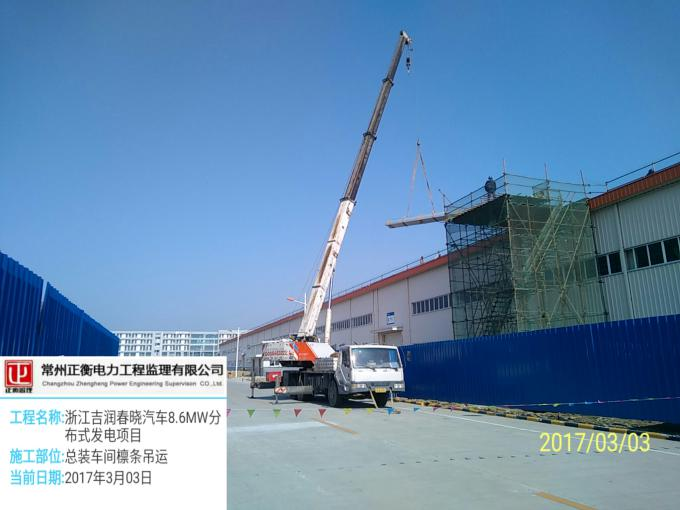 正衡监理
常州正衡电力工程监理有限公司
Changzhou Zhengheng Power Engineering Supervision CO.,Ltd.
工程名称:浙江吉润春晓汽车8.6MW分
布式发电项目
施工部位:总装车间檩条吊运
当前日期:2017年3月03日
2017/03/03